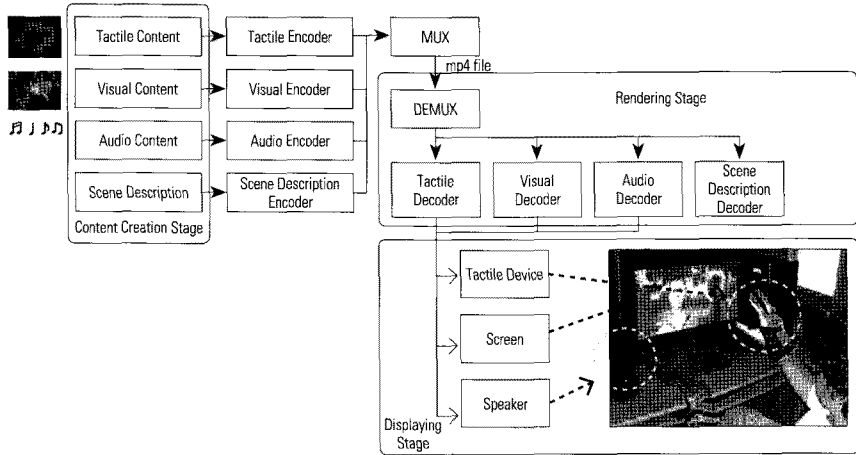 Tactile Content
Tactile Encoder
MUX
mp4 file
Visual Content
Visual Encoder
DEMUX
Rendering Stage
Audio Content
Audio Encoder
Scene Description
Scene Description
Encoder
Content Creation Stage
Tactile
Decoder
Visual
Decoder
Audio
Decoder
Scene
Description
Decoder
Tactile Device
Screen
Speaker
Displaying
Stage